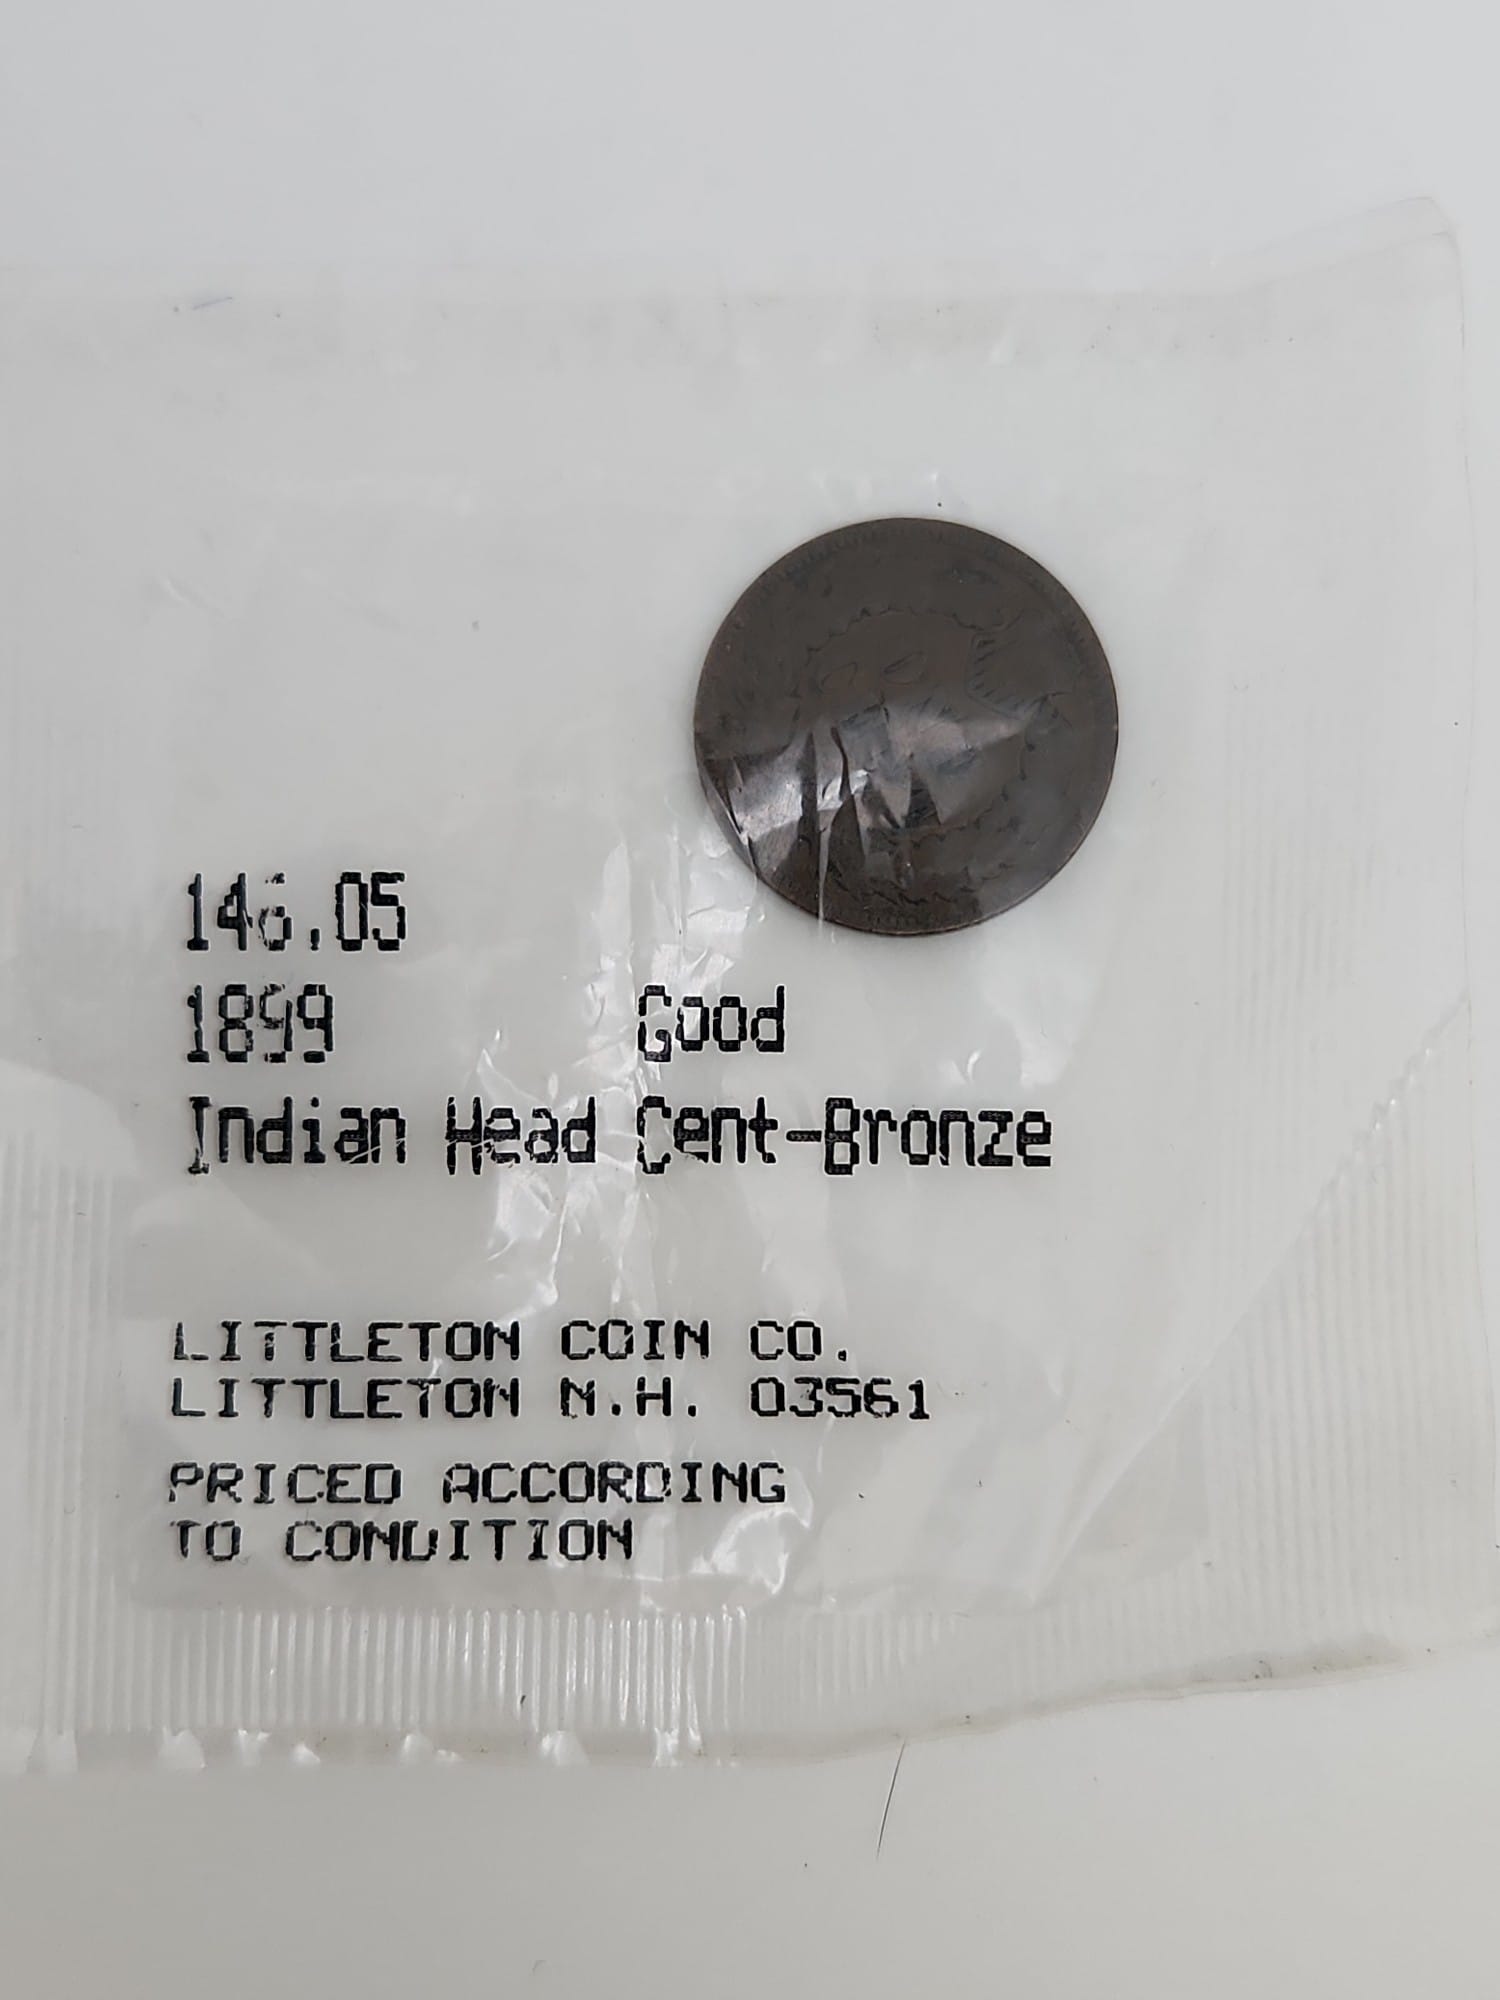 146.05
1899 Good
Indian Head Cent-Bronze
LITTLETON COIN CO.
LITTLETON N.H. 03561
PRICED ACCORDING
TO CONDITION